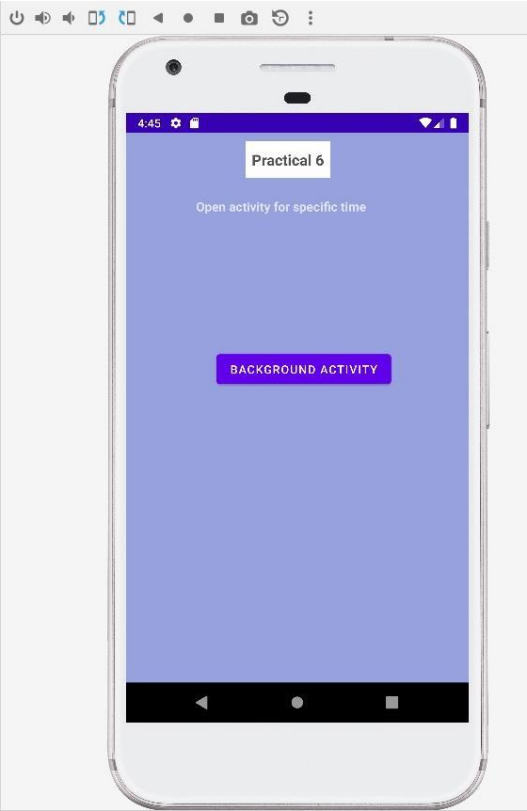 4:45
Practical 6
Open activity for specific time
BACKGROUND ACTIVITY